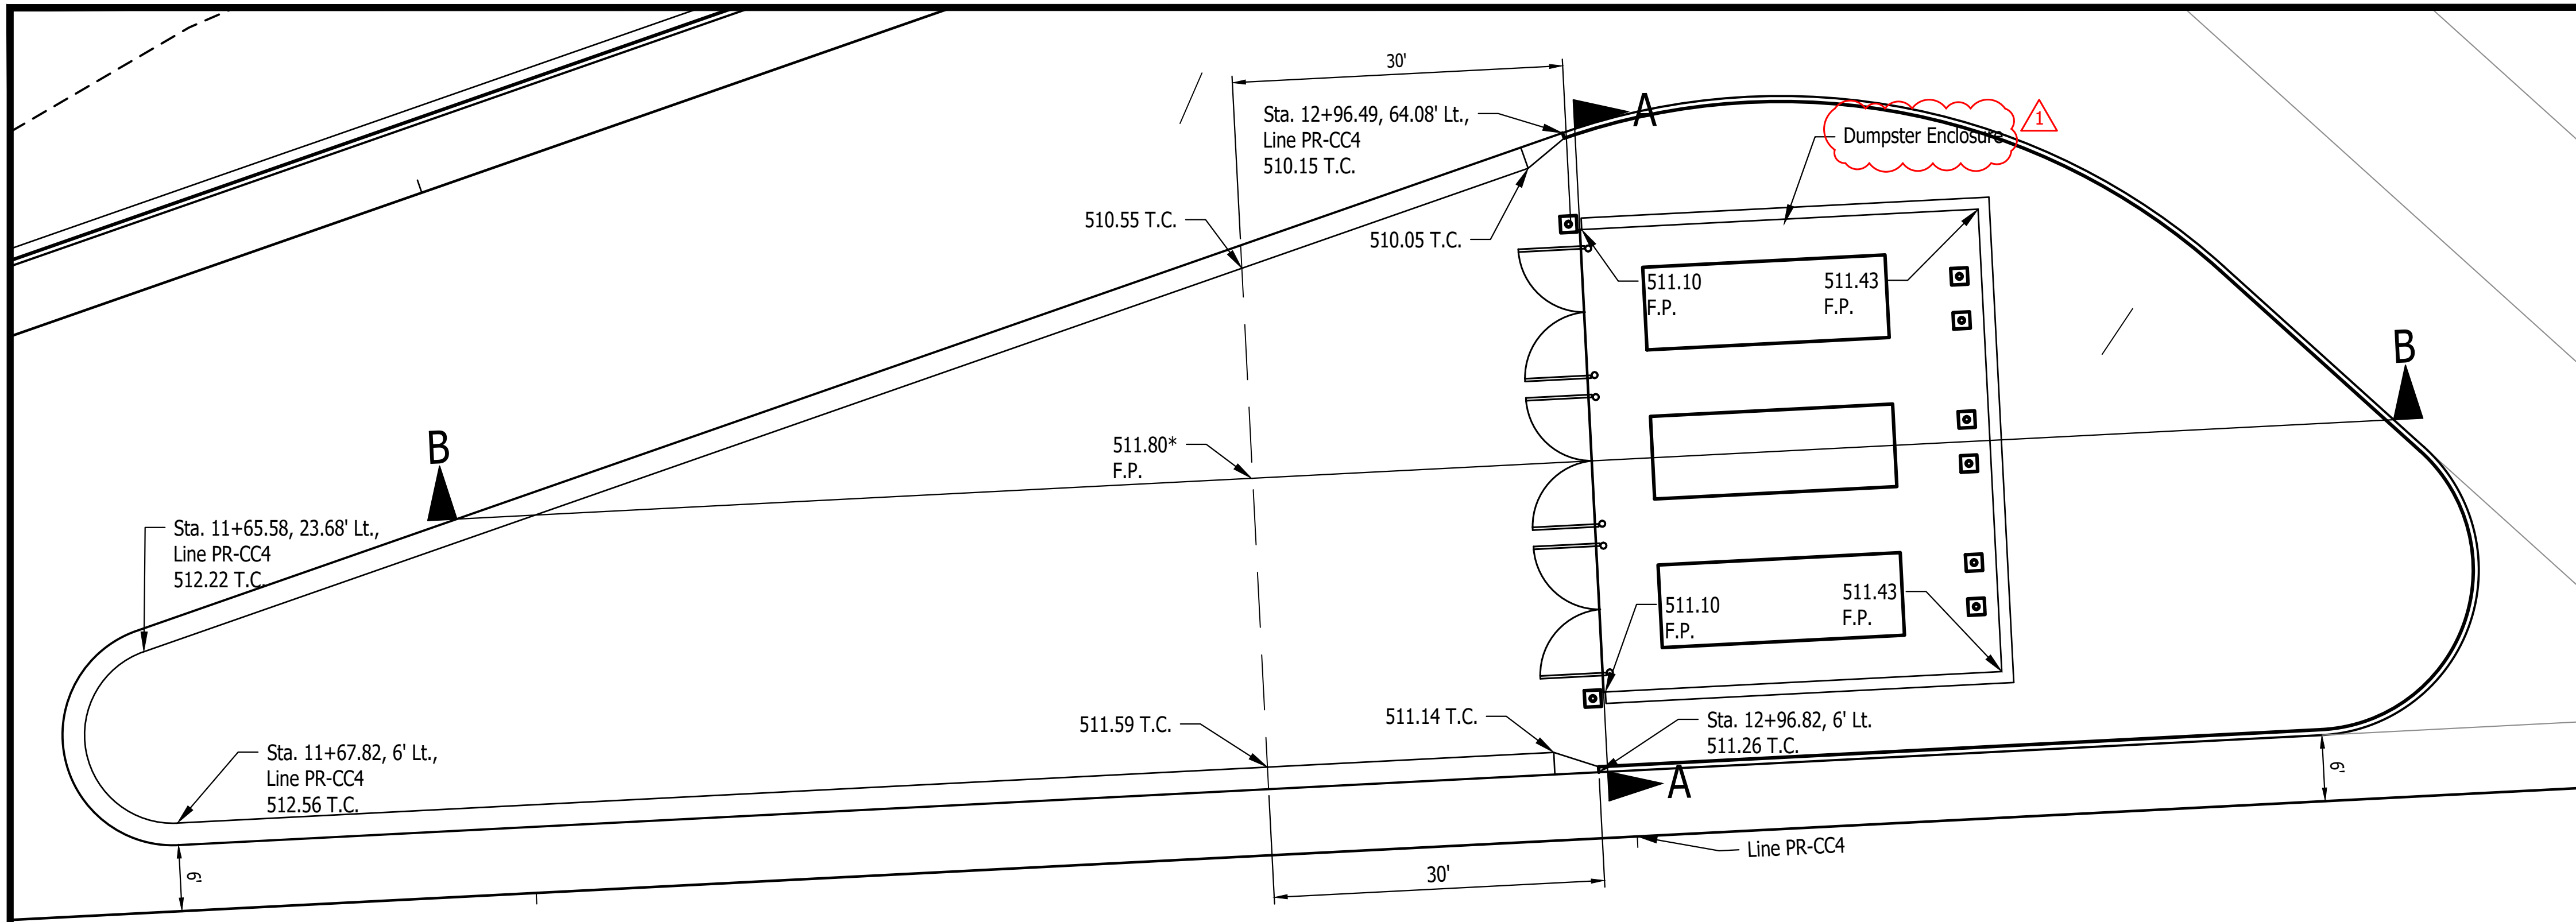 30'
Sta. 12+96.49, 64.08' Lt.,
Line PR-CC4
510.15 T.C.
A
Dumpster Enclosure
1
510.55 T.C.
510.05 T.C.
511.10
F.P.
511.43
F.P.
B
B
511.80*
F.P.
Sta. 11+65.58, 23.68' Lt.,
Line PR-CC4
512.22 T.C.
511.10
F.P.
511.43
F.P.
511.59 T.C.
511.14 T.C.
Sta. 12+96.82, 6' Lt.
511.26 T.C.
A
Sta. 11+67.82, 6' Lt.,
Line PR-CC4
512.56 T.C.
6'
6'
Line PR-CC4
30'